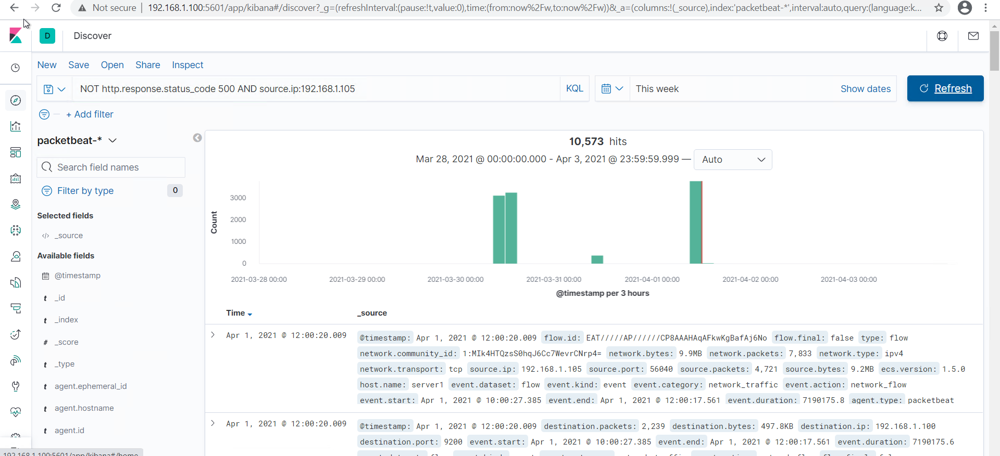 Not secure 192.168.1.100:5601/app/kibana#/discover?_g=(refreshInterval:(pause:!t,value:0),time:(from:now%2Fw,to:now%2Fw))&_a=(columns:!(_source),index:'packetbeat-*',interval:auto,query:(language:k...
D Discover
New Save Open Share Inspect
NOT http.response.status_code 500 AND source.ip:192.168.1.105 KQL This week Show dates Refresh
+ Add filter
packetbeat-*
Search field names
Filter by type 0
Selected fields
</> _source
Available fields
@timestamp
t _id
t _index
# _score
t _type
t agent.ephemeral_id
t agent.hostname
t agent.id
10,573 hits
Mar 28, 2021 @ 00:00:00.000 - Apr 3, 2021 @ 23:59:59.999 — Auto
Count
3000
2000
1000
0
2021-03-28 00:00 2021-03-29 00:00 2021-03-30 00:00 2021-03-31 00:00 2021-04-01 00:00 2021-04-02 00:00 2021-04-03 00:00
@timestamp per 3 hours
Time _source
Apr 1, 2021 @ 12:00:20.009 @timestamp: Apr 1, 2021 @ 12:00:20.009 flow.id: EAT/////AP//////CP8AAAHAqAFkwKgBafAj6No flow.final: false type: flow
network.community_id: 1:MIk4HTQzsS0hqJ6Cc7WevrCNrp4= network.bytes: 9.9MB network.packets: 7,833 network.type: ipv4
network.transport: tcp source.ip: 192.168.1.105 source.port: 56040 source.packets: 4,721 source.bytes: 9.2MB ecs.version: 1.5.0
host.name: server1 event.dataset: flow event.kind: event event.category: network_traffic event.action: network_flow
event.start: Apr 1, 2021 @ 10:00:27.385 event.end: Apr 1, 2021 @ 12:00:17.561 event.duration: 7190175.8 agent.type: packetbeat
Apr 1, 2021 @ 12:00:20.009 @timestamp: Apr 1, 2021 @ 12:00:20.009 destination.packets: 2,239 destination.bytes: 497.8KB destination.ip: 192.168.1.100
destination.port: 9200 event.start: Apr 1, 2021 @ 10:00:27.385 event.end: Apr 1, 2021 @ 12:00:17.561 event.duration: 7190175.6
192.168.1.100:5601/app/kibana#/home